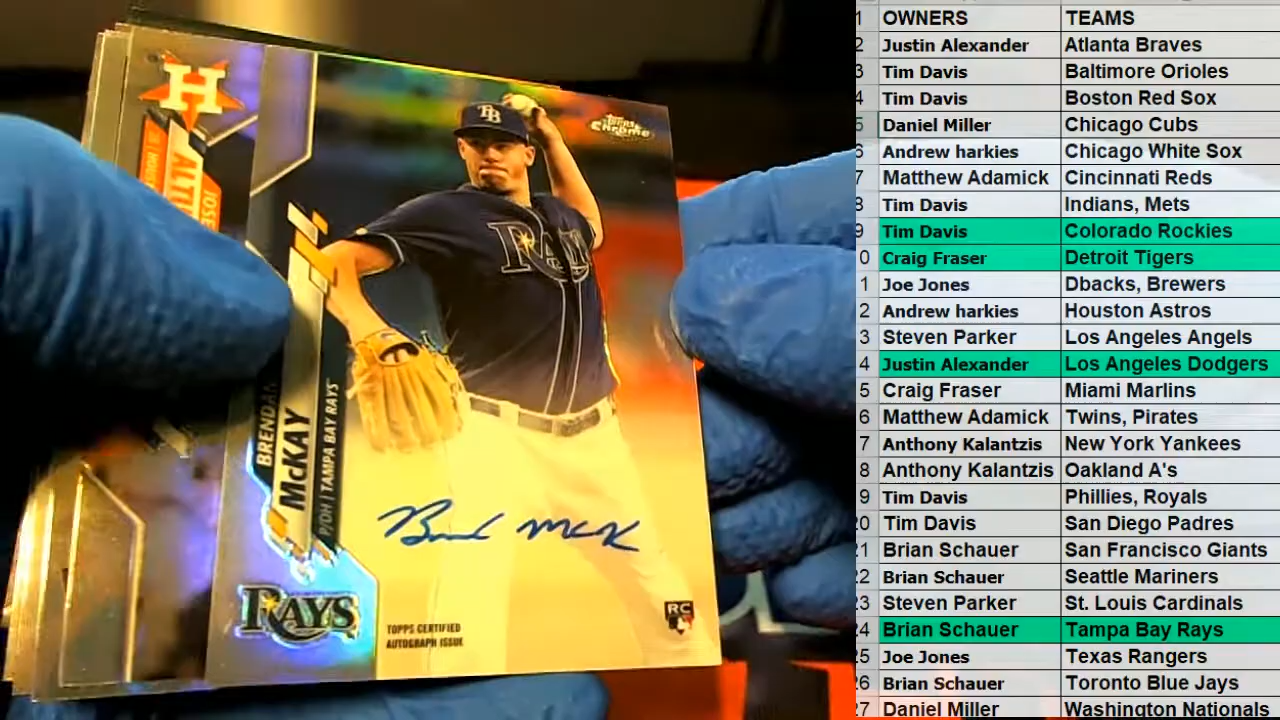 H
ALTU
JOSE
TB
Topps
Chrome
RAYS
BRENDAN
McKAY
P/DH | TAMPA BAY RAYS
RAYS
TOPPS CERTIFIED
AUTOGRAPH ISSUE
RC
1 OWNERS TEAMS
2 Justin Alexander Atlanta Braves
3 Tim Davis Baltimore Orioles
4 Tim Davis Boston Red Sox
5 Daniel Miller Chicago Cubs
6 Andrew harkies Chicago White Sox
7 Matthew Adamick Cincinnati Reds
8 Tim Davis Indians, Mets
9 Tim Davis Colorado Rockies
0 Craig Fraser Detroit Tigers
1 Joe Jones Dbacks, Brewers
2 Andrew harkies Houston Astros
3 Steven Parker Los Angeles Angels
4 Justin Alexander Los Angeles Dodgers
5 Craig Fraser Miami Marlins
6 Matthew Adamick Twins, Pirates
7 Anthony Kalantzis New York Yankees
8 Anthony Kalantzis Oakland A's
9 Tim Davis Phillies, Royals
20 Tim Davis San Diego Padres
21 Brian Schauer San Francisco Giants
22 Brian Schauer Seattle Mariners
23 Steven Parker St. Louis Cardinals
24 Brian Schauer Tampa Bay Rays
25 Joe Jones Texas Rangers
26 Brian Schauer Toronto Blue Jays
27 Daniel Miller Washington Nationals